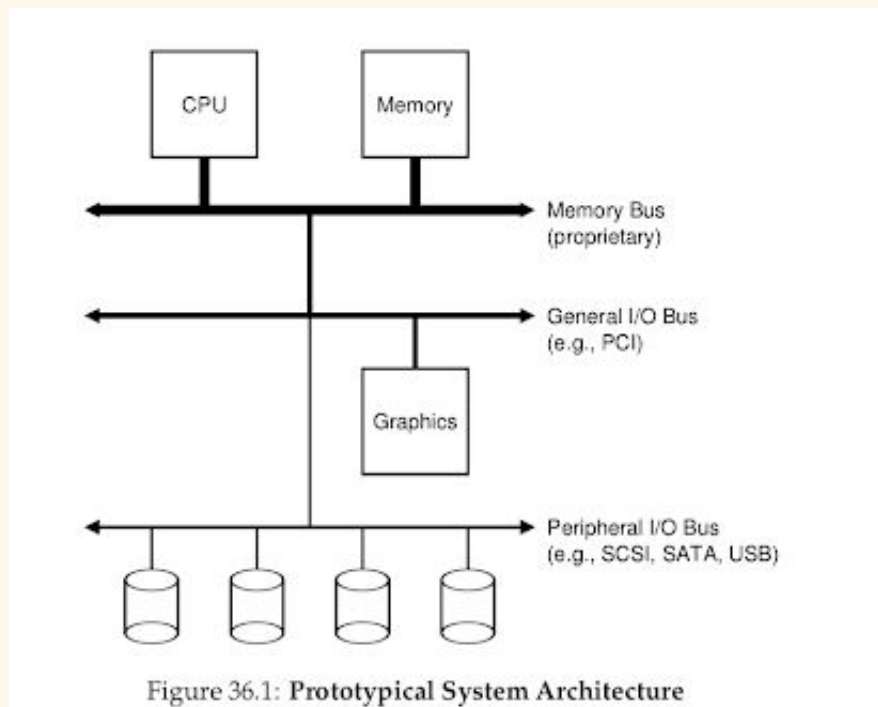 CPU
Memory
Memory Bus
(proprietary)
General I/O Bus
(e.g., PCI)
Graphics
Peripheral I/O Bus
(e.g., SCSI, SATA, USB)
Figure 36.1: Prototypical System Architecture